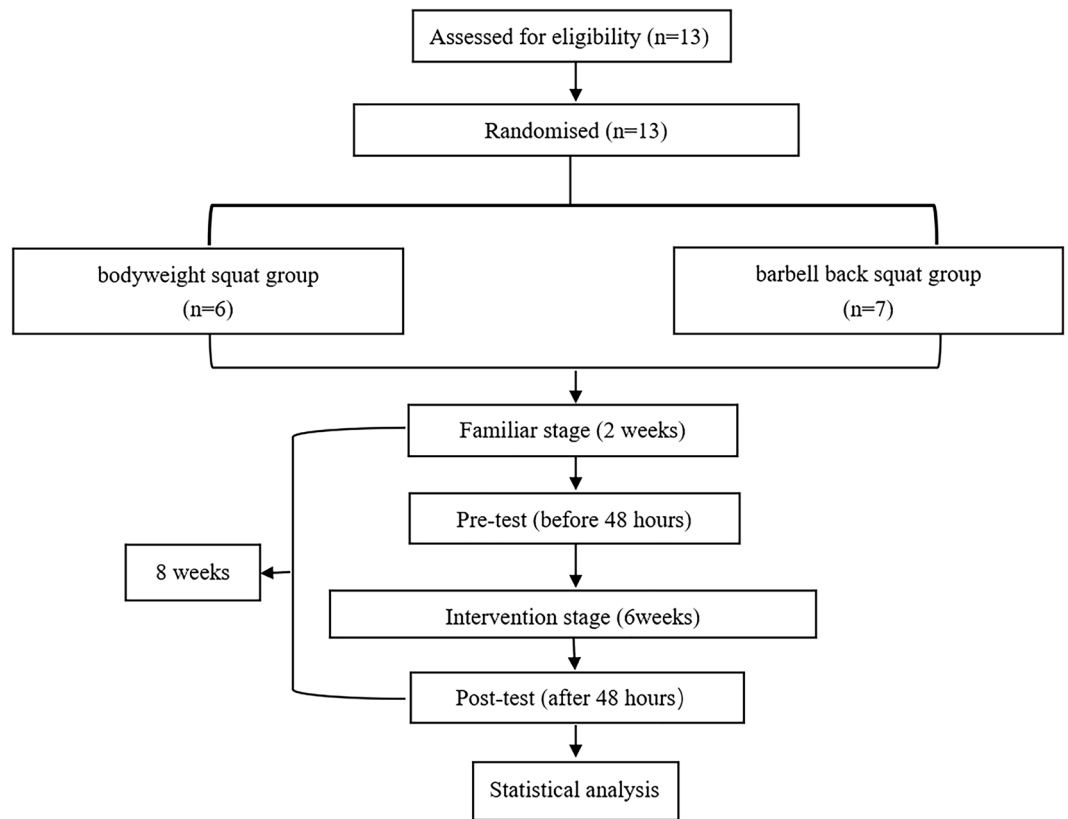 Assessed for eligibility (n=13)
Randomised (n=13)
bodyweight squat group
(n=6)
barbell back squat group
(n=7)
Familiar stage (2 weeks)
Pre-test (before 48 hours)
8 weeks
Intervention stage (6weeks)
Post-test (after 48 hours)
Statistical analysis